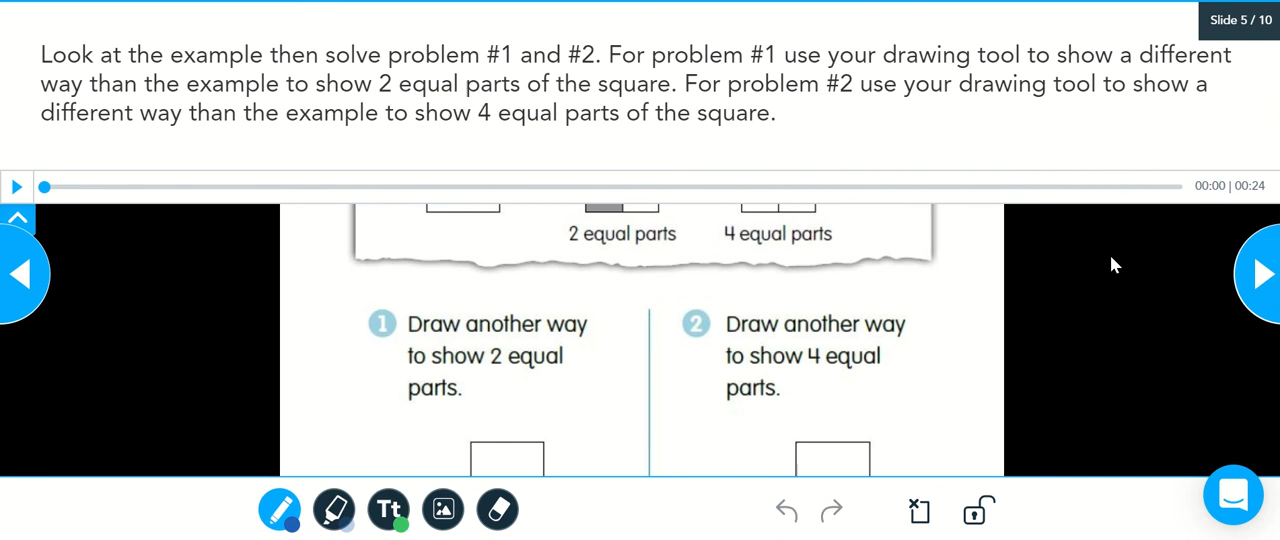 Slide 5 / 10
Look at the example then solve problem #1 and #2. For problem #1 use your drawing tool to show a different
way than the example to show 2 equal parts of the square. For problem #2 use your drawing tool to show a
different way than the example to show 4 equal parts of the square.
00:00 | 00:24
2 equal parts
4 equal parts
1 Draw another way
to show 2 equal
parts.
2 Draw another way
to show 4 equal
parts.
Tt